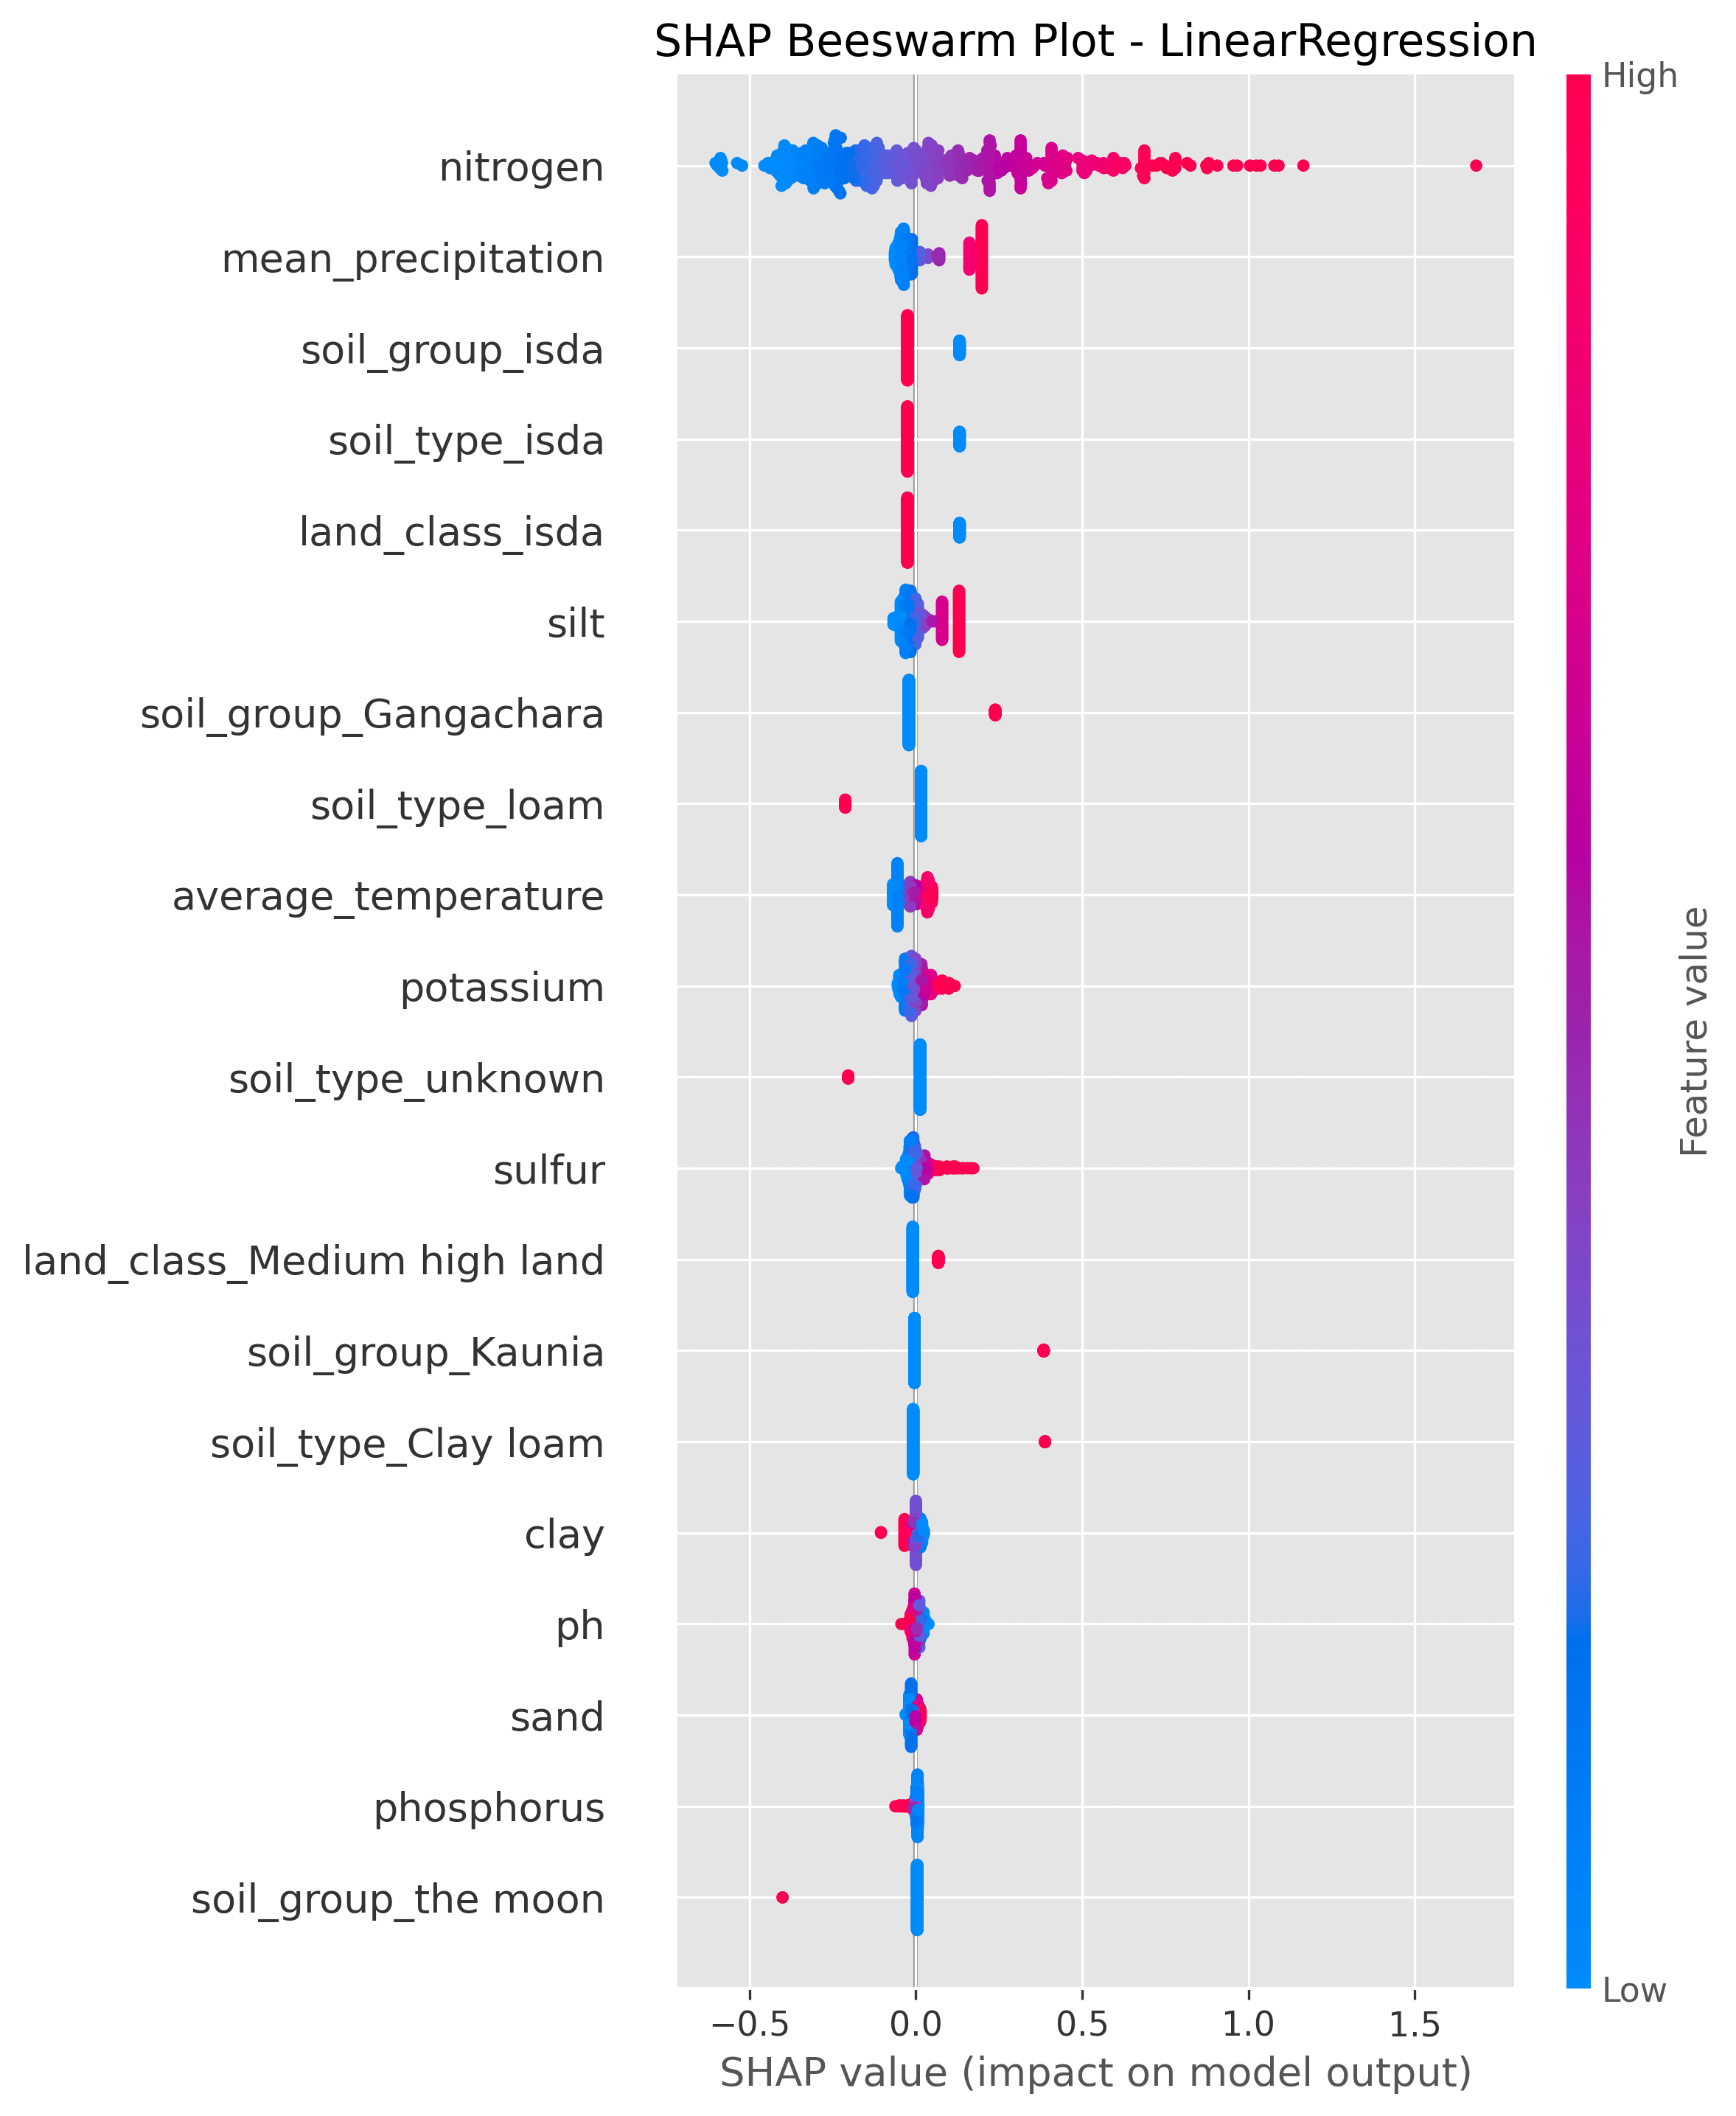 SHAP Beeswarm Plot - LinearRegression
High
nitrogen
mean_precipitation
soil_group_isda
soil_type_isda
land_class_isda
silt
soil_group_Gangachara
soil_type_loam
average_temperature
potassium
soil_type_unknown
sulfur
land_class_Medium high land
soil_group_Kaunia
soil_type_Clay loam
clay
ph
sand
phosphorus
soil_group_the moon
Feature value
Low
−0.5 0.0 0.5 1.0 1.5
SHAP value (impact on model output)